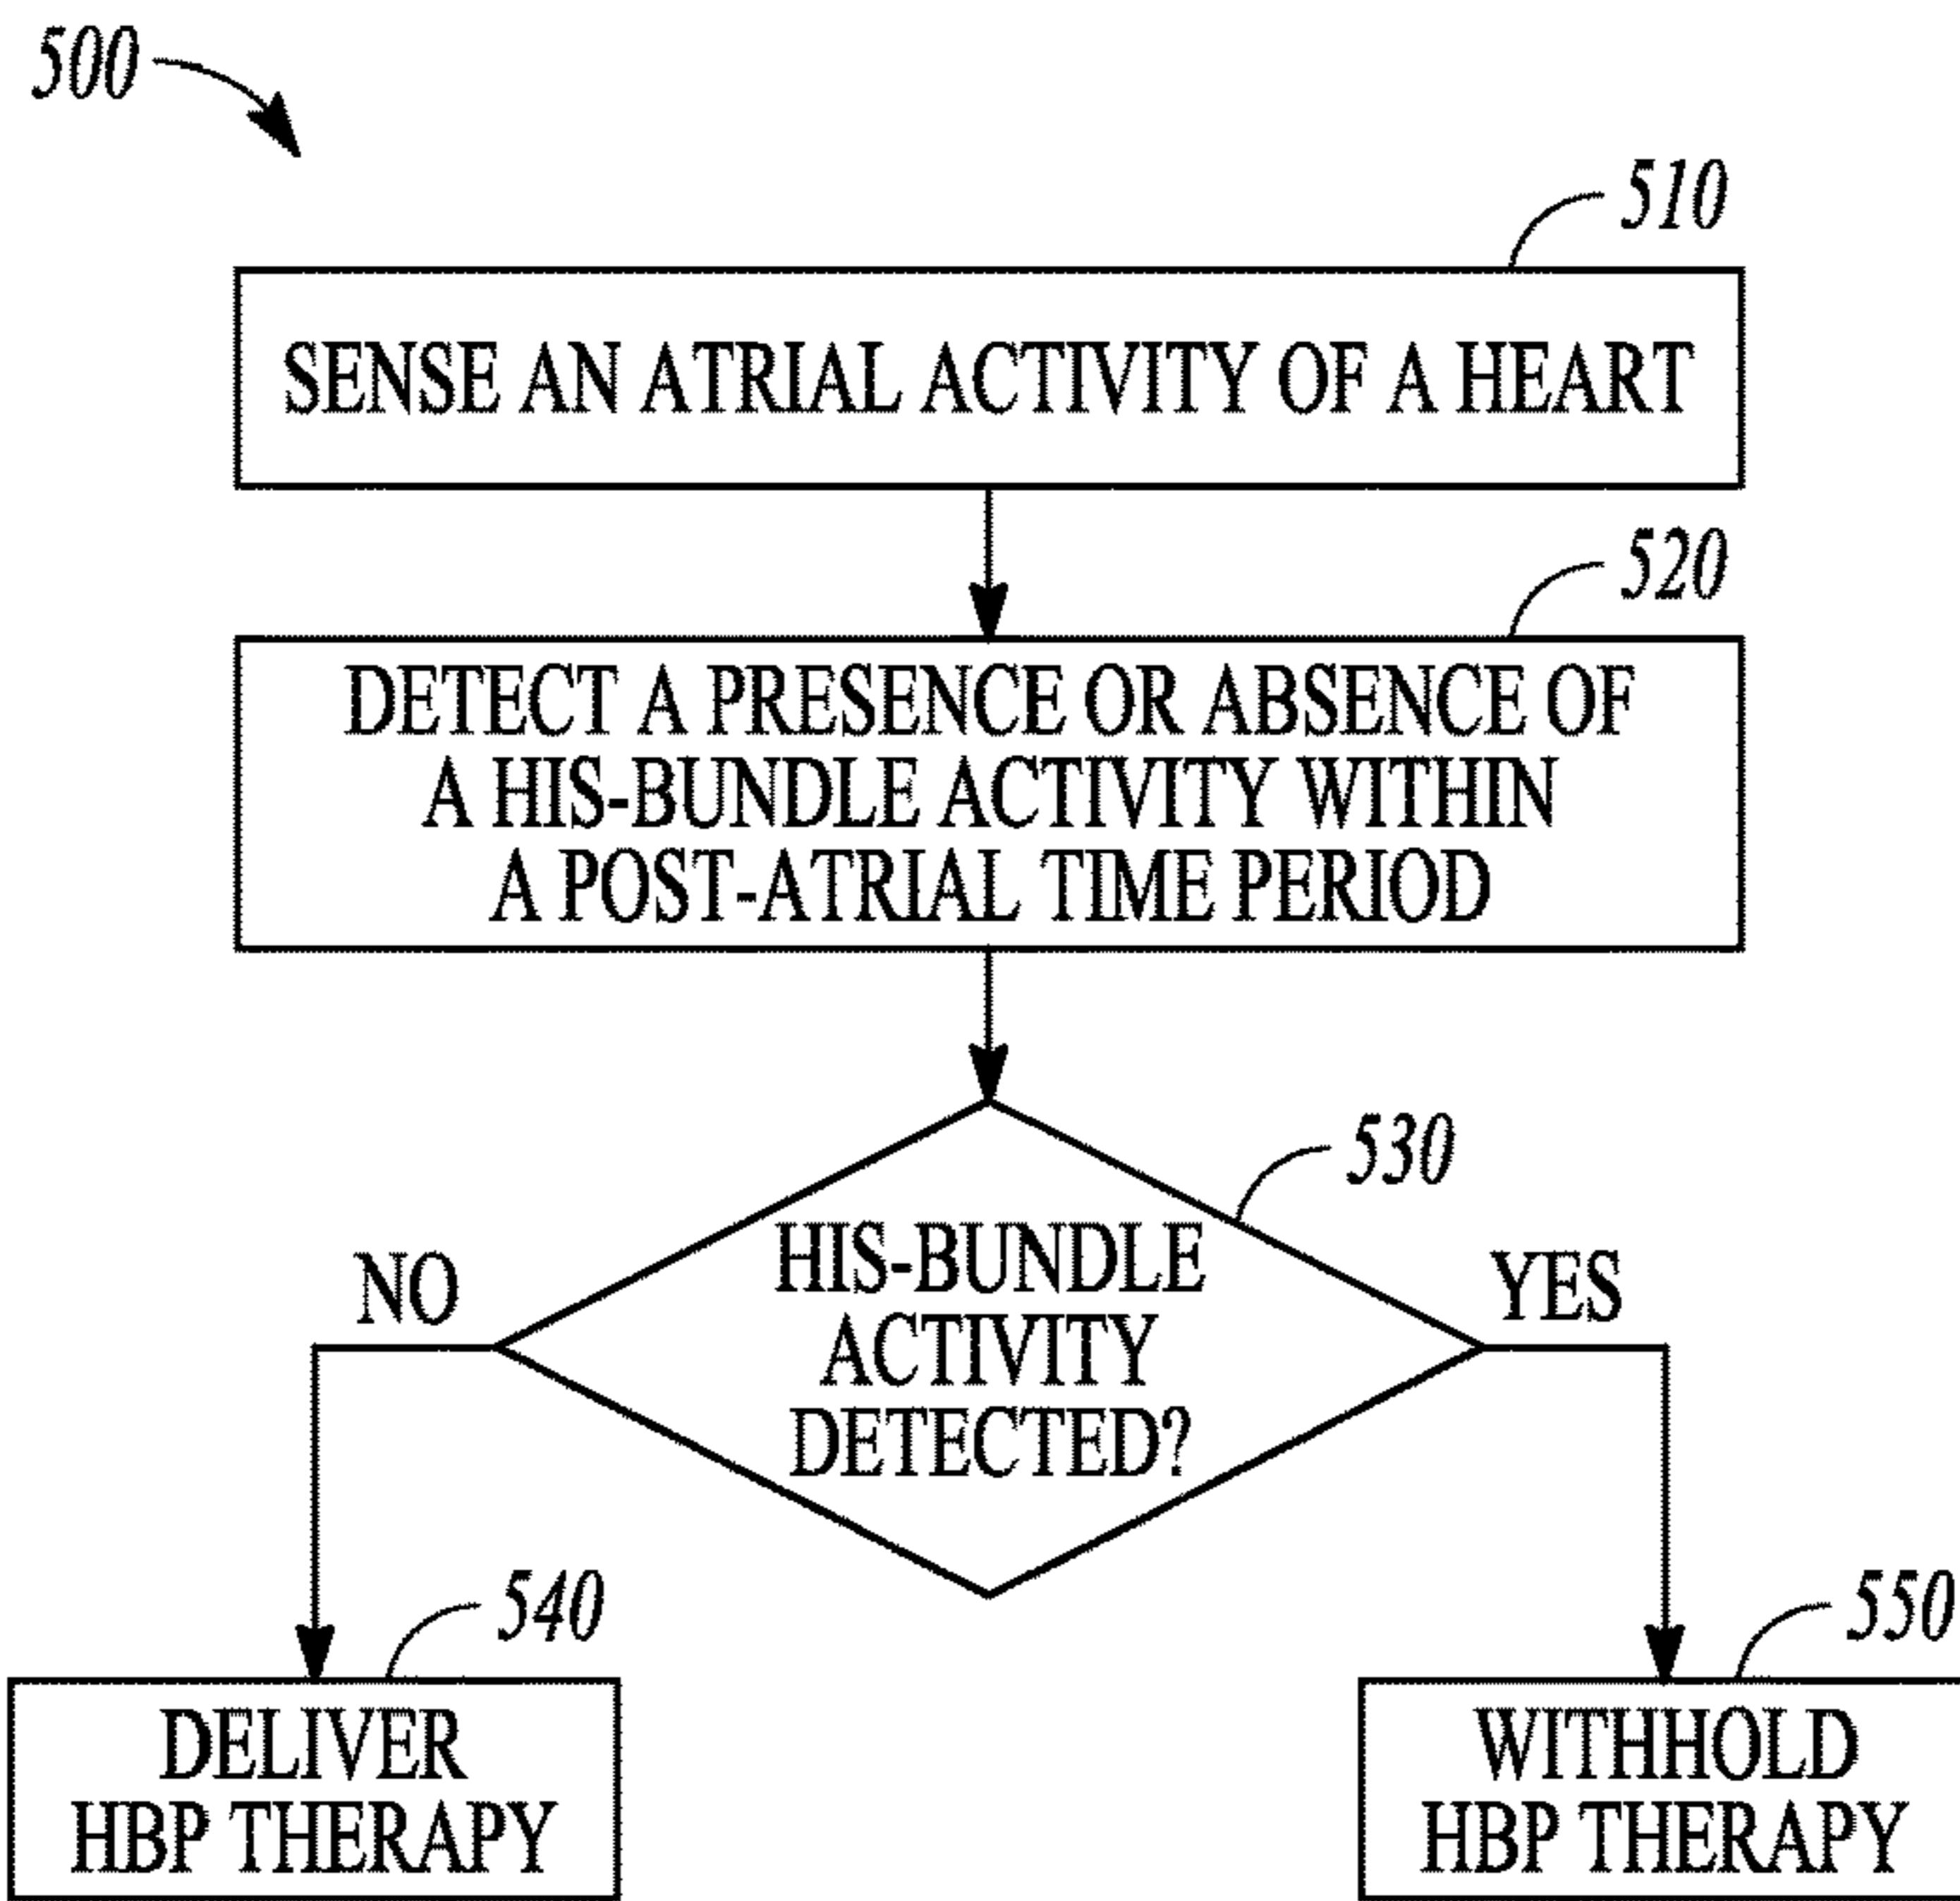 500
510
SENSE AN ATRIAL ACTIVITY OF A HEART
520
DETECT A PRESENCE OR ABSENCE OF
A HIS-BUNDLE ACTIVITY WITHIN
A POST-ATRIAL TIME PERIOD
530
HIS-BUNDLE
ACTIVITY
DETECTED?
NO
YES
540
DELIVER
HBP THERAPY
550
WITHHOLD
HBP THERAPY